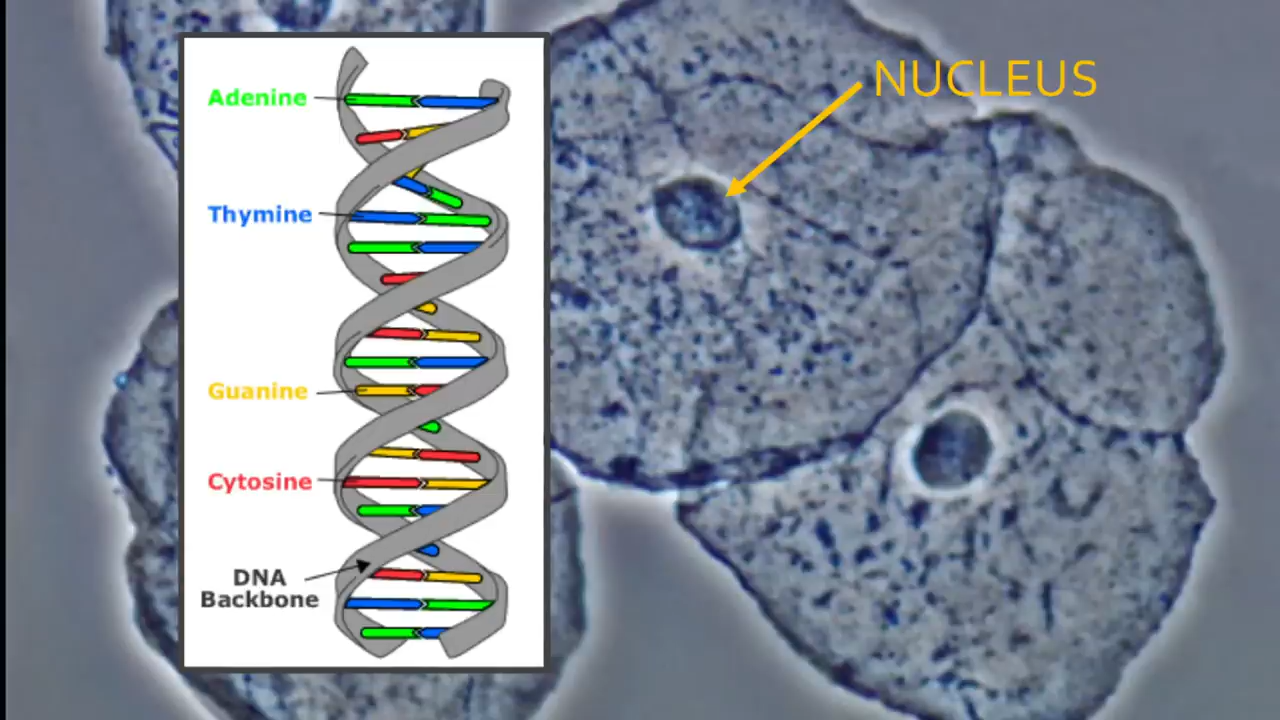 NUCLEUS
Adenine
Thymine
Guanine
Cytosine
DNA
Backbone